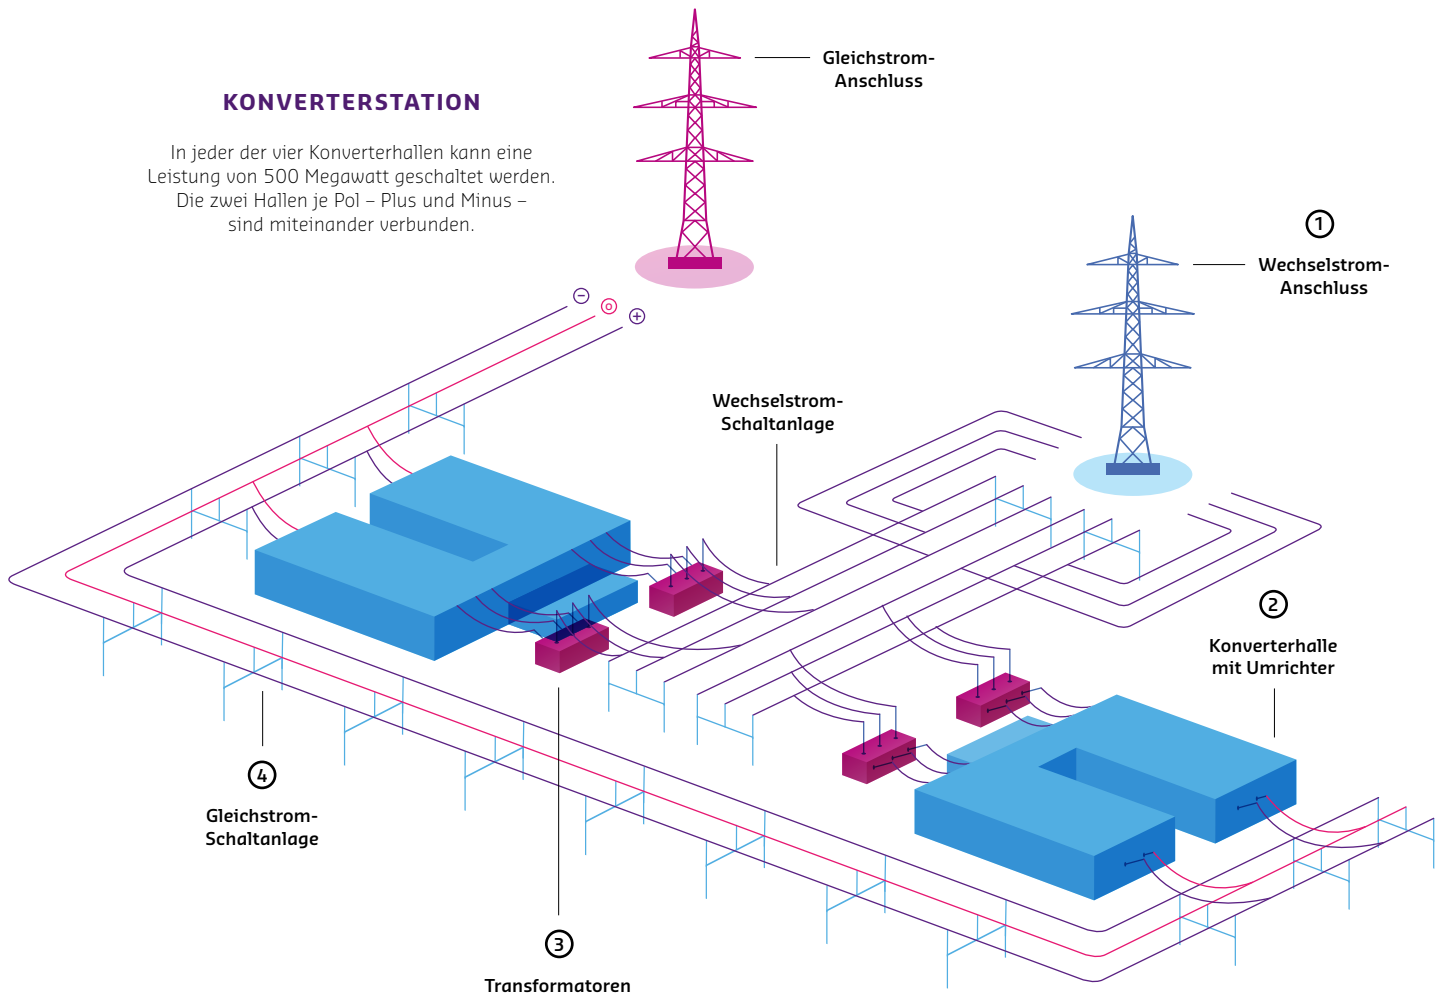 KONVERTERSTATION
In jeder der vier Konverterhallen kann eine
Leistung von 500 Megawatt geschaltet werden.
Die zwei Hallen je Pol – Plus und Minus –
sind miteinander verbunden.
Gleichstrom-
Anschluss
1
Wechselstrom-
Anschluss
−
0
+
Wechselstrom-
Schaltanlage
2
Konverterhalle
mit Umrichter
4
Gleichstrom-
Schaltanlage
3
Transformatoren